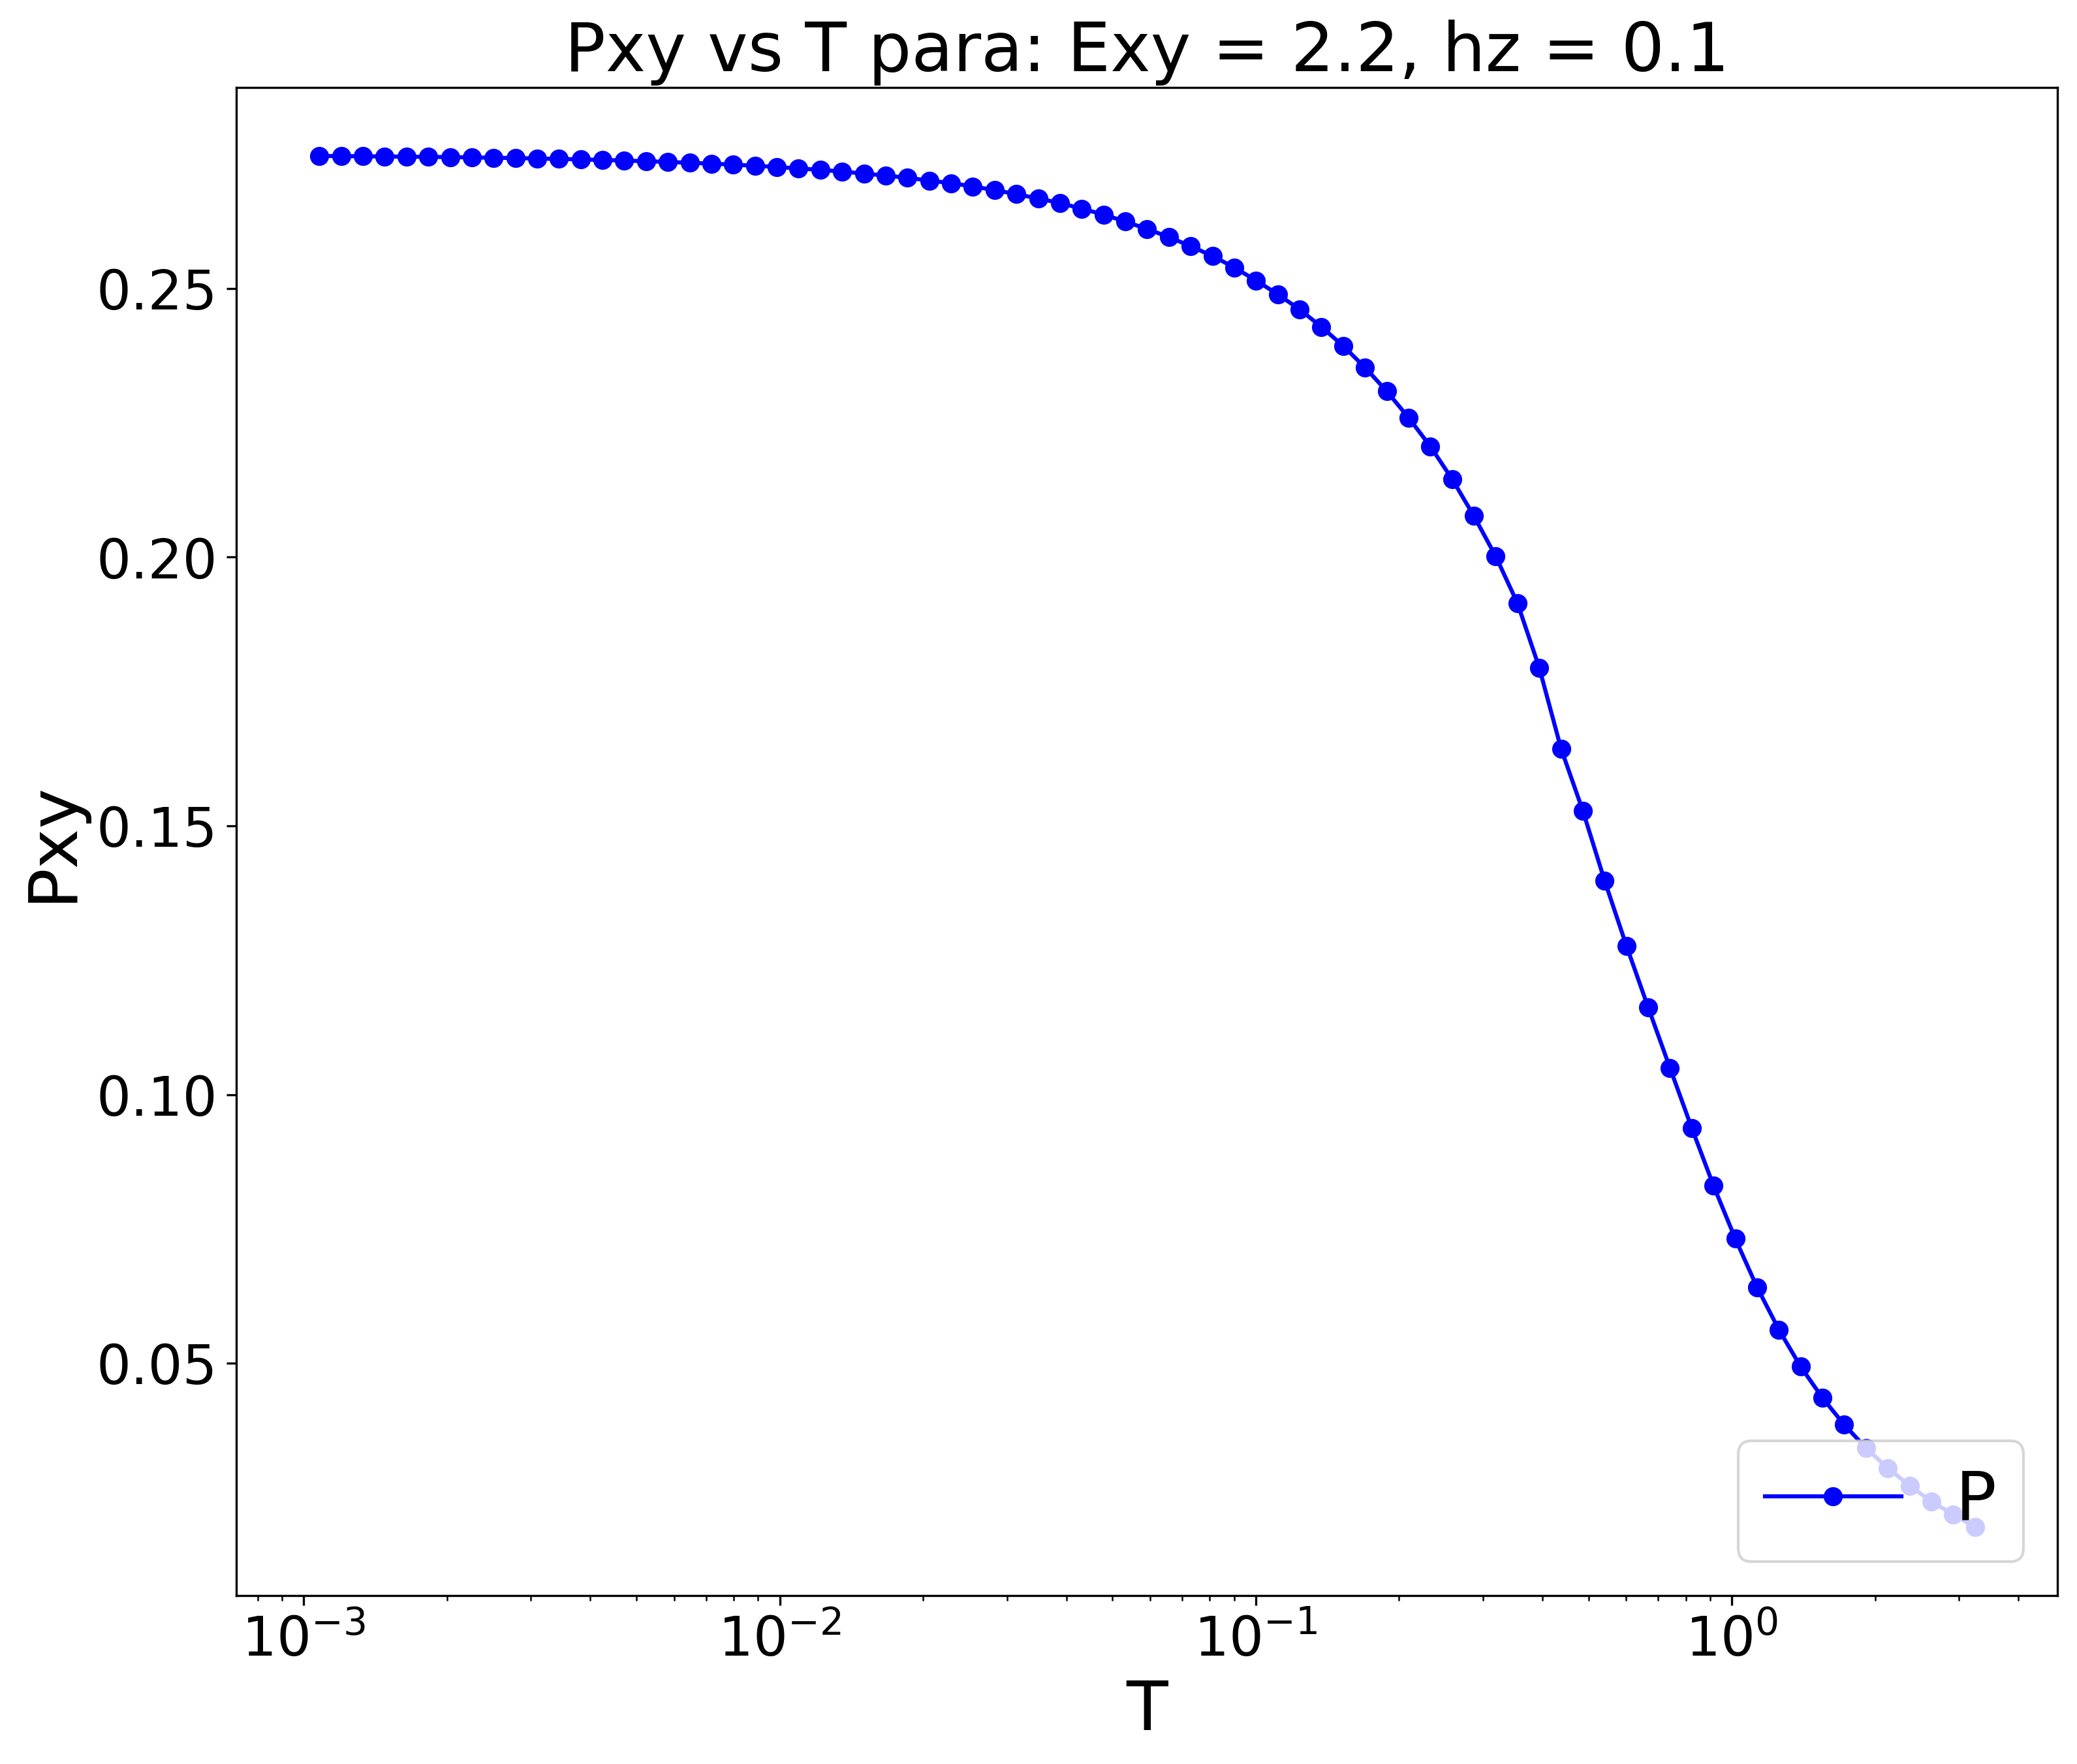 Pxy vs T para: Exy = 2.2, hz = 0.1
Pxy
0.25
0.20
0.15
0.10
0.05
P
10⁻³ 10⁻² 10⁻¹ 10⁰
T